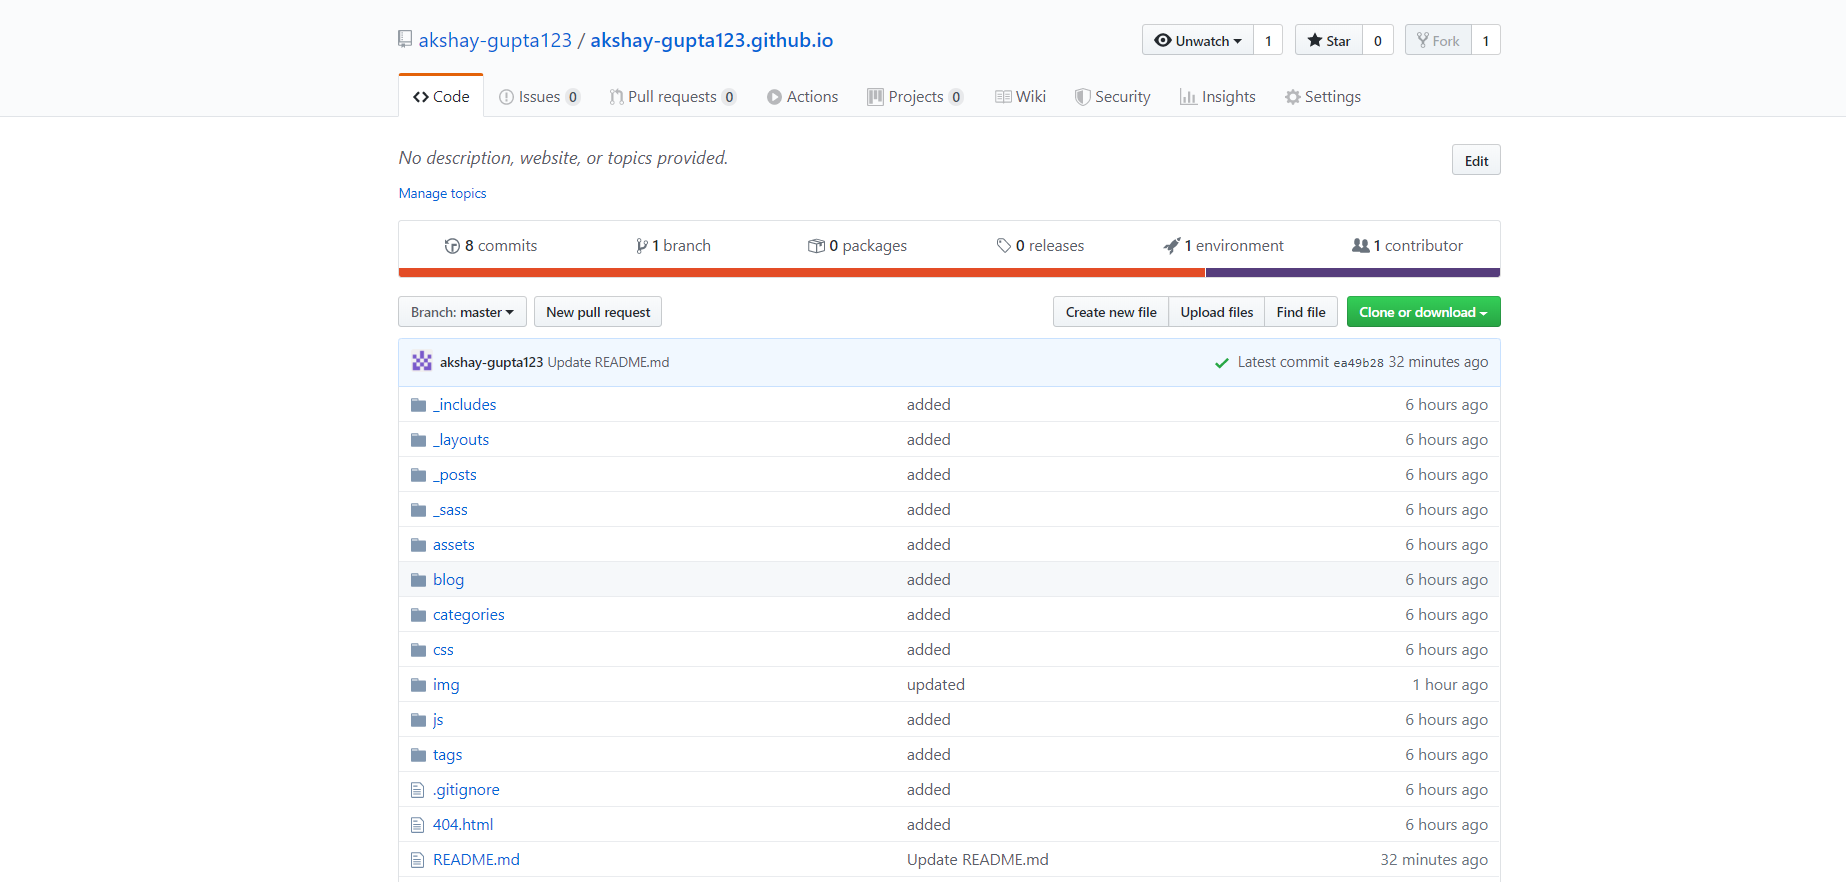 akshay-gupta123 / akshay-gupta123.github.io
Unwatch 1 Star 0 Fork 1
Code Issues 0 Pull requests 0 Actions Projects 0 Wiki Security Insights Settings
No description, website, or topics provided.
Edit
Manage topics
8 commits 1 branch 0 packages 0 releases 1 environment 1 contributor
Branch: master New pull request Create new file Upload files Find file Clone or download
akshay-gupta123 Update README.md Latest commit ea49b28 32 minutes ago
_includes added 6 hours ago
_layouts added 6 hours ago
_posts added 6 hours ago
_sass added 6 hours ago
assets added 6 hours ago
blog added 6 hours ago
categories added 6 hours ago
css added 6 hours ago
img updated 1 hour ago
js added 6 hours ago
tags added 6 hours ago
.gitignore added 6 hours ago
404.html added 6 hours ago
README.md Update README.md 32 minutes ago